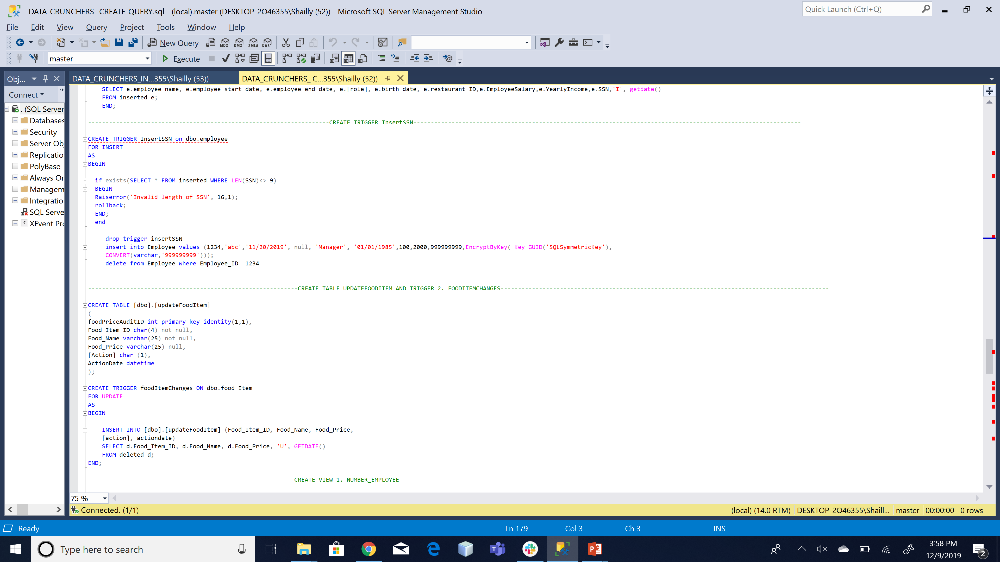 DATA_CRUNCHERS_ CREATE_QUERY.sql - (local).master (DESKTOP-2O46355\Shailly (52)) - Microsoft SQL Server Management Studio
Quick Launch (Ctrl+Q)
File Edit View Query Project Tools Window Help
New Query MDX DMX XMLA DAX
master Execute
Obj... DATA_CRUNCHERS_IN...355\Shailly (53)) DATA_CRUNCHERS_ C...355\Shailly (52))
Connect
. (SQL Server
Databases
Security
Server Ob
Replicatio
PolyBase
Always On
Managem
Integration
SQL Serve
XEvent Pro
SELECT e.employee_name, e.employee_start_date, e.employee_end_date, e.[role], e.birth_date, e.restaurant_ID,e.EmployeeSalary,e.YearlyIncome,e.SSN,'I', getdate()
FROM inserted e;
END;
---------------------------------------------------------------------CREATE TRIGGER InsertSSN---------------------------------------------------------------------------------------------------------------
CREATE TRIGGER InsertSSN on dbo.employee
FOR INSERT
AS
BEGIN
if exists(SELECT * FROM inserted WHERE LEN(SSN)<> 9)
BEGIN
Raiserror('Invalid length of SSN', 16,1);
rollback;
END;
end
drop trigger insertSSN
insert into Employee values (1234,'abc','11/20/2019', null, 'Manager', '01/01/1985',100,2000,999999999,EncryptByKey( Key_GUID('SQLSymmetricKey'),
CONVERT(varchar,'999999999')));
delete from Employee where Employee_ID =1234
------------------------------------------------------------CREATE TABLE UPDATEFOODITEM AND TRIGGER 2. FOODITEMCHANGES----------------------------------------------------------------------------------------------
CREATE TABLE [dbo].[updateFoodItem]
(
foodPriceAuditID int primary key identity(1,1),
Food_Item_ID char(4) not null,
Food_Name varchar(25) not null,
Food_Price varchar(25) null,
[Action] char (1),
ActionDate datetime
);
CREATE TRIGGER foodItemChanges ON dbo.food_Item
FOR UPDATE
AS
BEGIN
INSERT INTO [dbo].[updateFoodItem] (Food_Item_ID, Food_Name, Food_Price,
[action], actiondate)
SELECT d.Food_Item_ID, d.Food_Name, d.Food_Price, 'U', GETDATE()
FROM deleted d;
END;
-----------------------------------------------------------CREATE VIEW 1. NUMBER_EMPLOYEE-----------------------------------------------------------------------------------------------
75 %
Connected. (1/1) (local) (14.0 RTM) DESKTOP-2O46355\Shaill... master 00:00:00 0 rows
Ready Ln 179 Col 3 Ch 3 INS
Type here to search
3:58 PM
12/9/2019
2